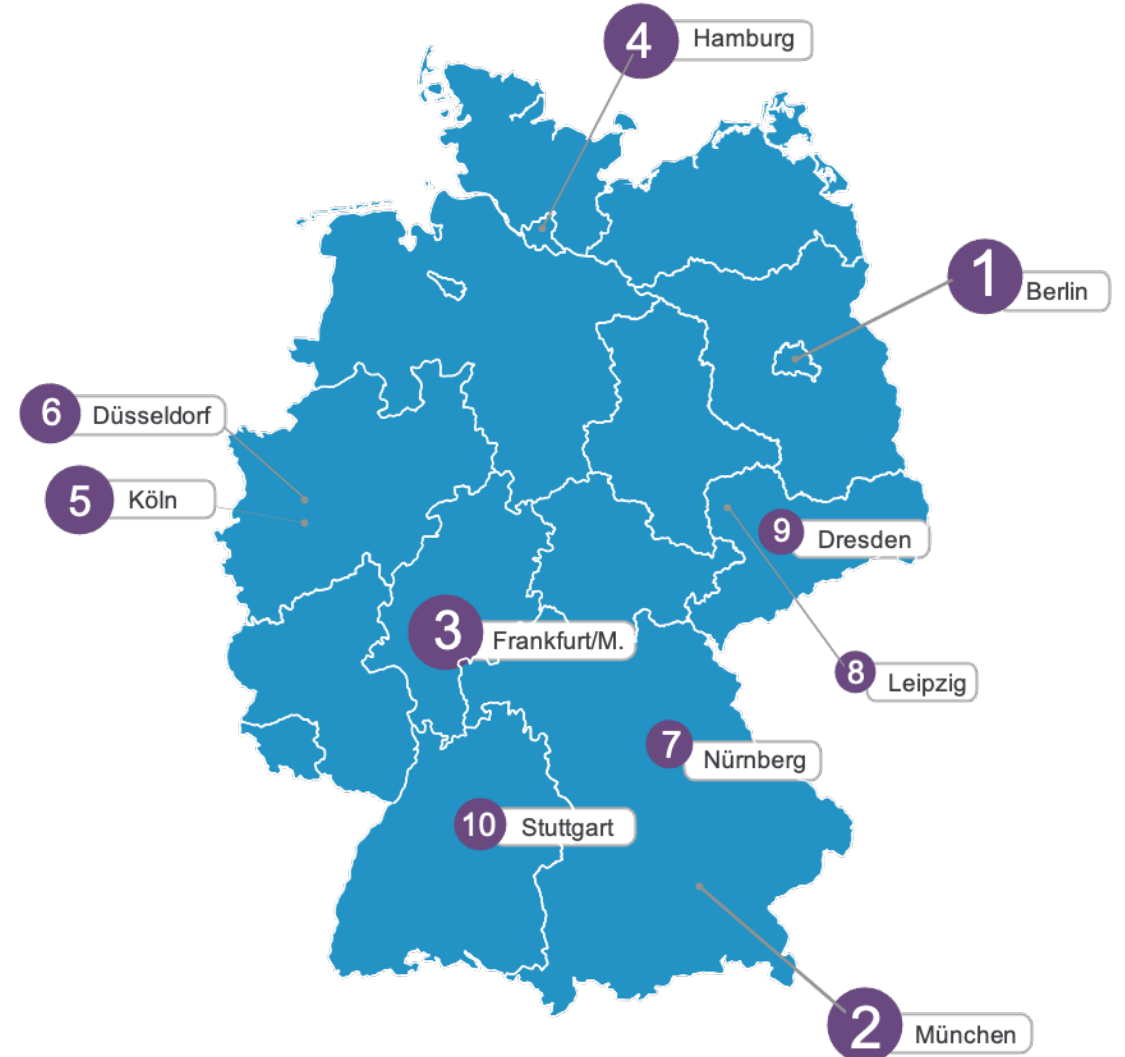 4 Hamburg
1 Berlin
6 Düsseldorf
5 Köln
9 Dresden
3 Frankfurt/M.
8 Leipzig
7 Nürnberg
10 Stuttgart
2 München